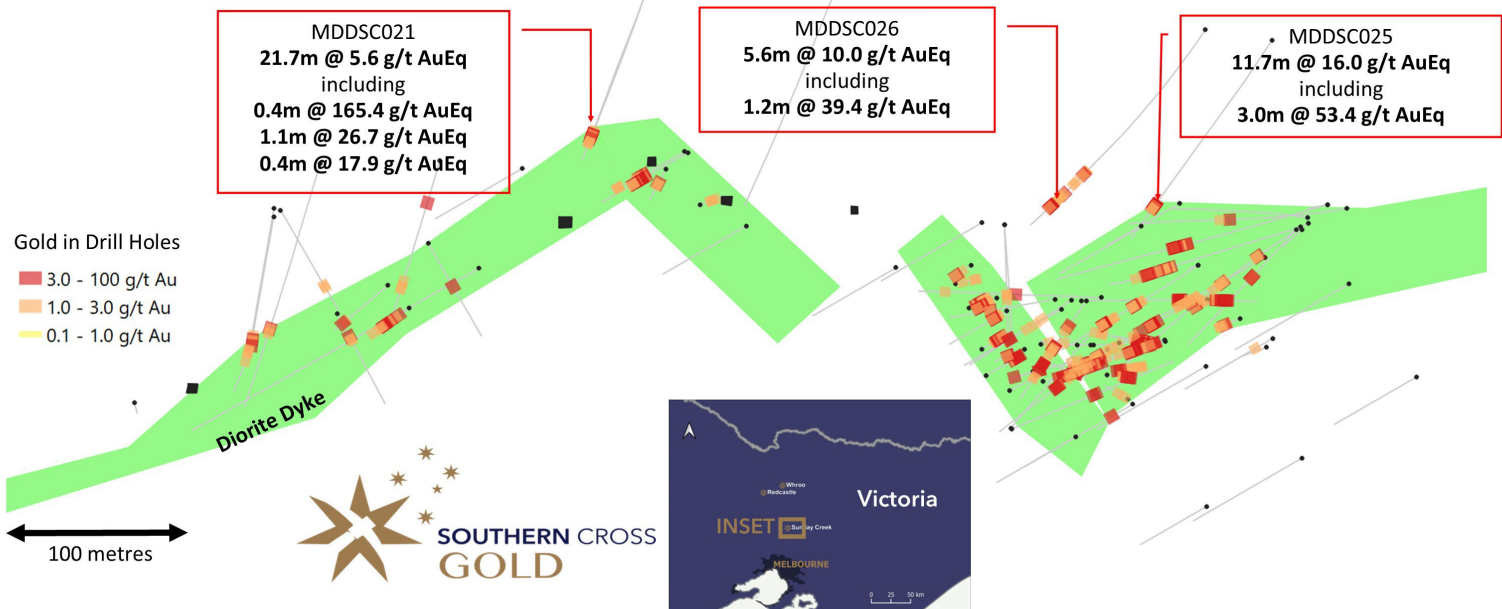 MDDSC021
21.7m @ 5.6 g/t AuEq
including
0.4m @ 165.4 g/t AuEq
1.1m @ 26.7 g/t AuEq
0.4m @ 17.9 g/t AuEq
MDDSC026
5.6m @ 10.0 g/t AuEq
including
1.2m @ 39.4 g/t AuEq
MDDSC025
11.7m @ 16.0 g/t AuEq
including
3.0m @ 53.4 g/t AuEq
Gold in Drill Holes
3.0 - 100 g/t Au
1.0 - 3.0 g/t Au
0.1 - 1.0 g/t Au
Diorite Dyke
100 metres
SOUTHERN CROSS
GOLD
Whroo
Redcastle
Victoria
INSET
Sunday Creek
MELBOURNE
0 25 50 km